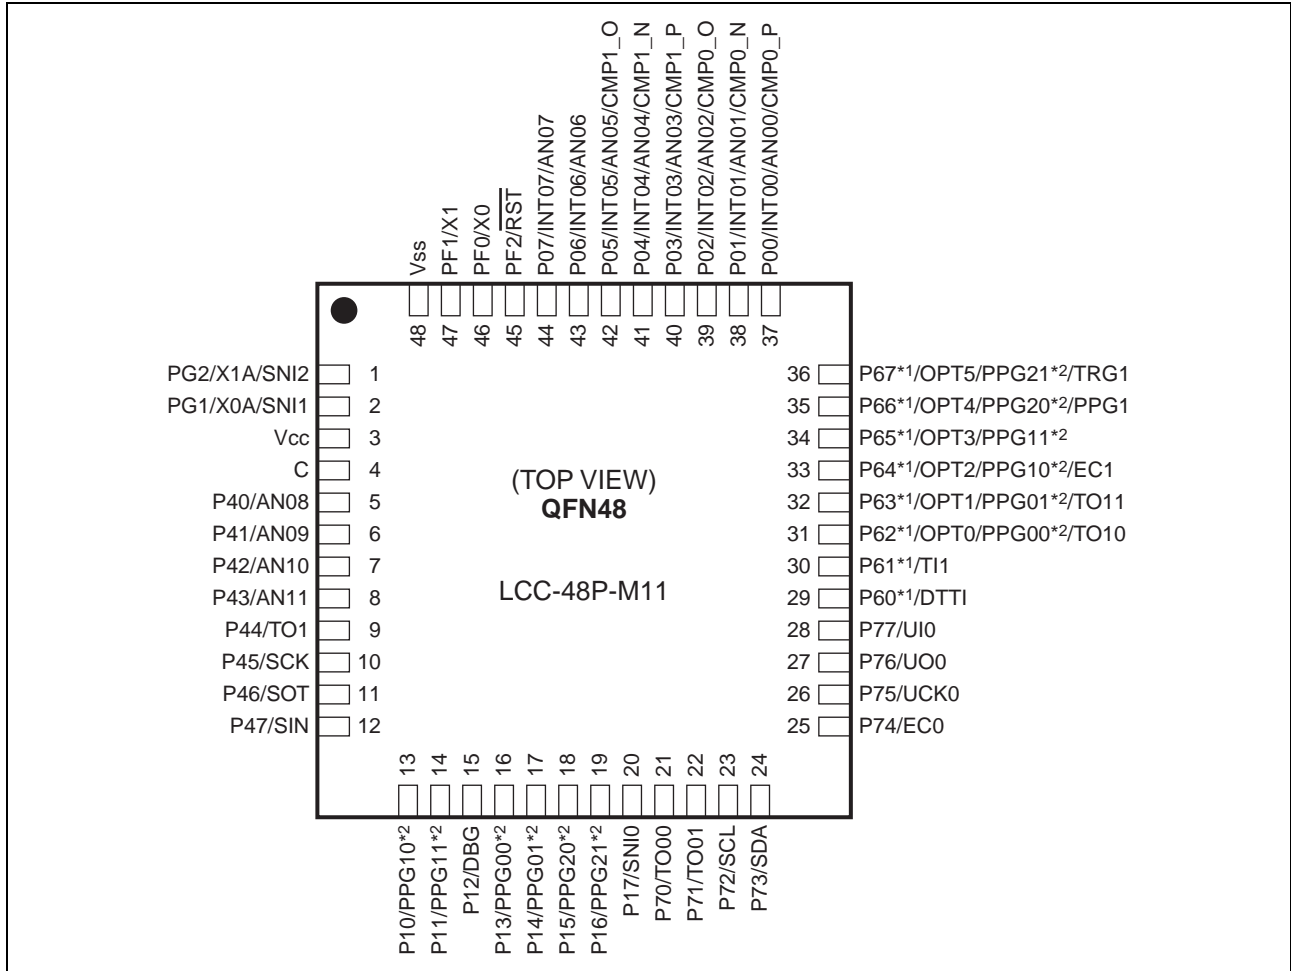 Vss
PF1/X1
PF0/X0
PF2/RST
P07/INT07/AN07
P06/INT06/AN06
P05/INT05/AN05/CMP1_O
P04/INT04/AN04/CMP1_N
P03/INT03/AN03/CMP1_P
P02/INT02/AN02/CMP0_O
P01/INT01/AN01/CMP0_N
P00/INT00/AN00/CMP0_P
48
47
46
45
44
43
42
41
40
39
38
37
PG2/X1A/SNI2 1
PG1/X0A/SNI1 2
Vcc 3
C 4
P40/AN08 5
P41/AN09 6
P42/AN10 7
P43/AN11 8
P44/TO1 9
P45/SCK 10
P46/SOT 11
P47/SIN 12
(TOP VIEW)
QFN48
LCC-48P-M11
36 P67*1/OPT5/PPG21*2/TRG1
35 P66*1/OPT4/PPG20*2/PPG1
34 P65*1/OPT3/PPG11*2
33 P64*1/OPT2/PPG10*2/EC1
32 P63*1/OPT1/PPG01*2/TO11
31 P62*1/OPT0/PPG00*2/TO10
30 P61*1/TI1
29 P60*1/DTTI
28 P77/UI0
27 P76/UO0
26 P75/UCK0
25 P74/EC0
13
14
15
16
17
18
19
20
21
22
23
24
P10/PPG10*2
P11/PPG11*2
P12/DBG
P13/PPG00*2
P14/PPG01*2
P15/PPG20*2
P16/PPG21*2
P17/SNI0
P70/TO00
P71/TO01
P72/SCL
P73/SDA